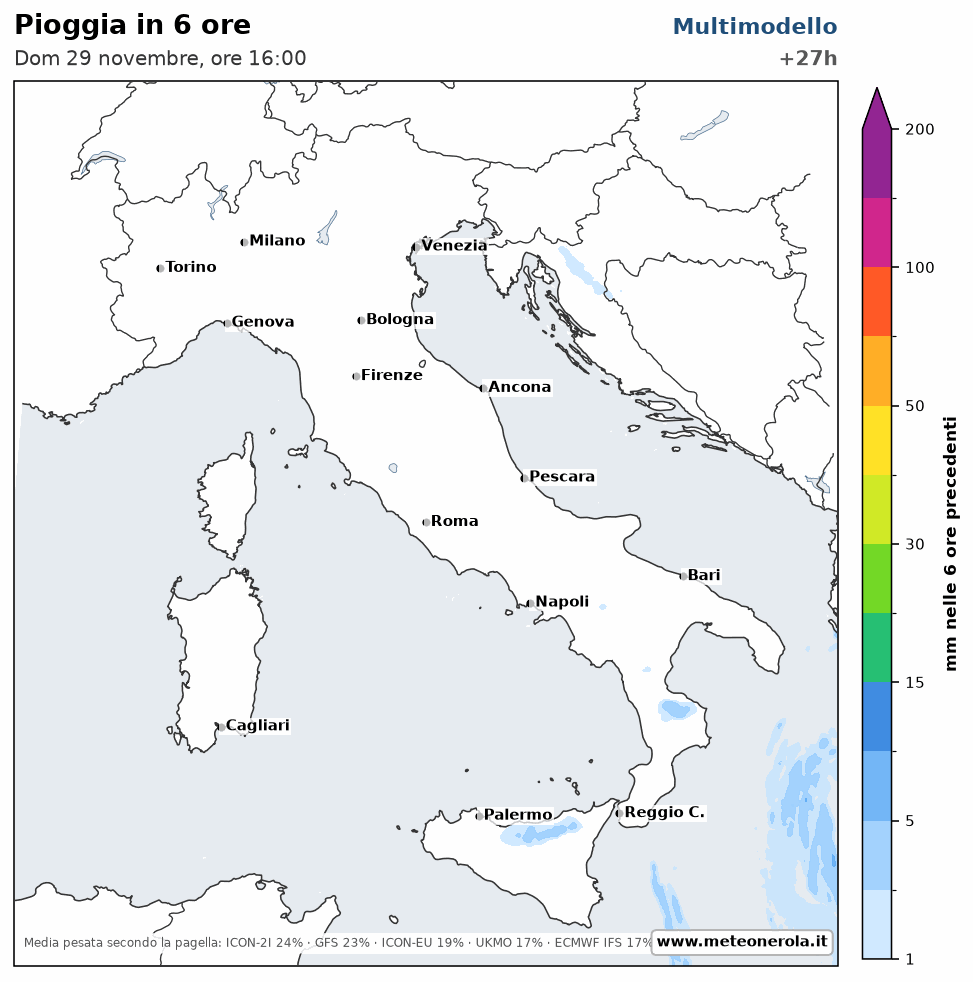 Pioggia in 6 ore
Multimodello
Dom 29 novembre, ore 16:00
+27h
200
Milano
Venezia
Torino
100
Genova
Bologna
Firenze
Ancona
50
Pescara
Roma
30
Bari
Napoli
mm nelle 6 ore precedenti
15
Cagliari
Palermo
Reggio C.
5
Media pesata secondo la pagella: ICON-2I 24% · GFS 23% · ICON-EU 19% · UKMO 17% · ECMWF IFS 17%
www.meteonerola.it
1